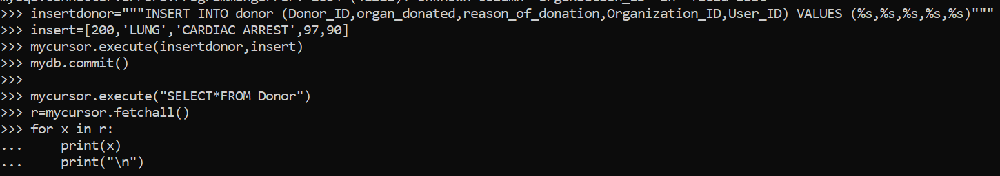 >>> insertdonor="""INSERT INTO donor (Donor_ID,organ_donated,reason_of_donation,Organization_ID,User_ID) VALUES (%s,%s,%s,%s,%s)"""
>>> insert=[200,'LUNG','CARDIAC ARREST',97,90]
>>> mycursor.execute(insertdonor,insert)
>>> mydb.commit()
>>>
>>> mycursor.execute("SELECT*FROM Donor")
>>> r=mycursor.fetchall()
>>> for x in r:
...     print(x)
...     print("\n")